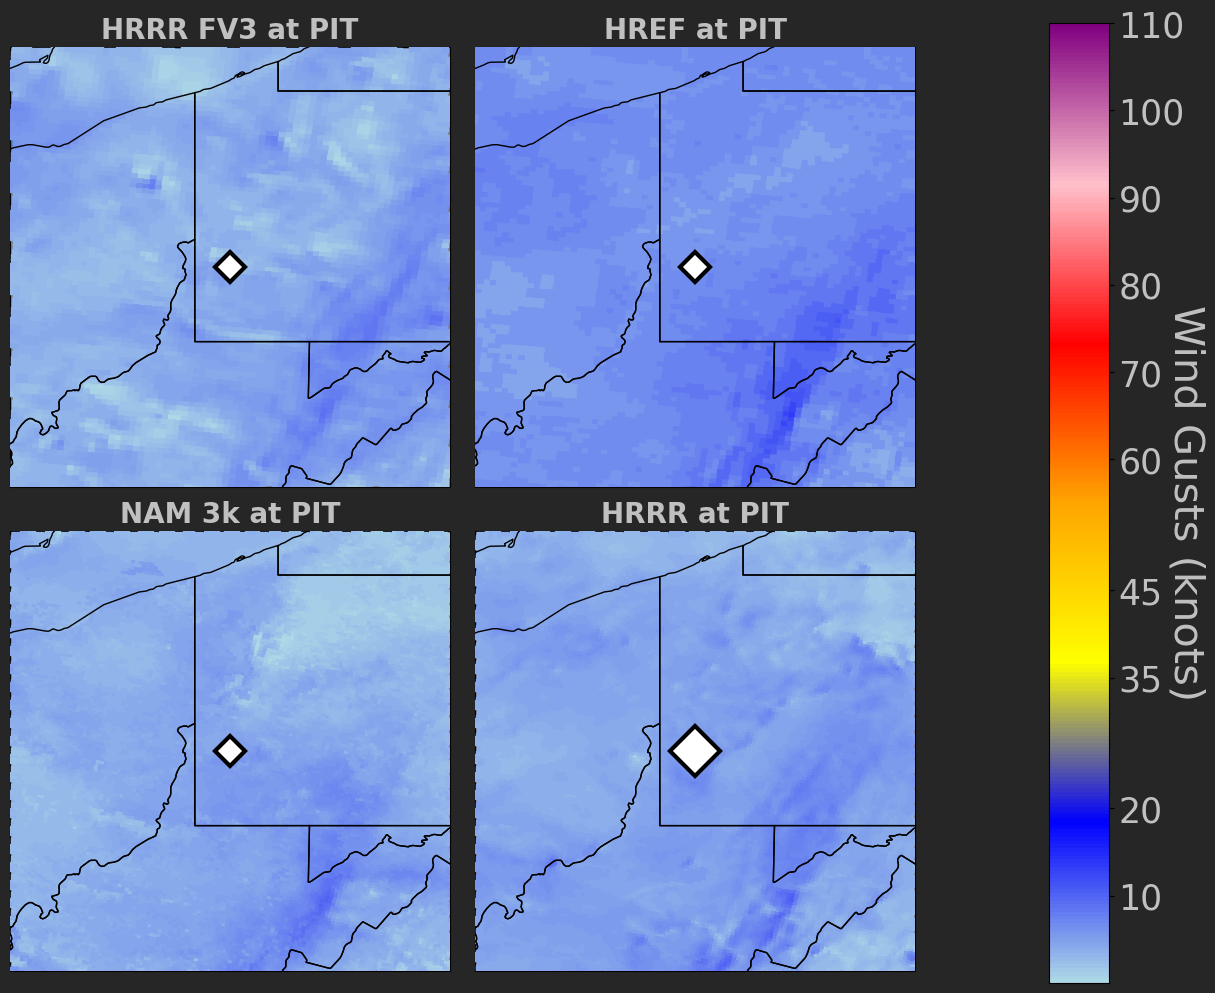 HRRR FV3 at PIT
HREF at PIT
NAM 3k at PIT
HRRR at PIT
110
100
90
80
70
60
45
35
20
10
Wind Gusts (knots)